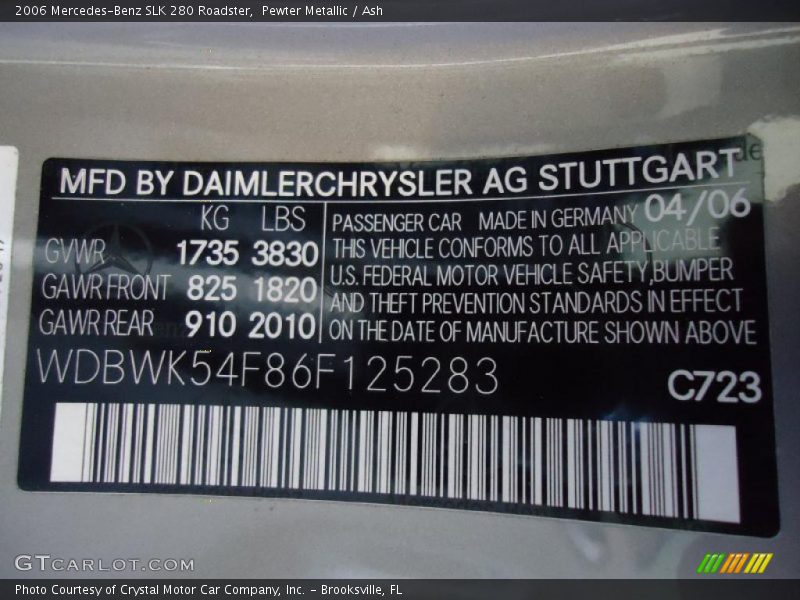 2006 Mercedes-Benz SLK 280 Roadster, Pewter Metallic / Ash
MFD BY DAIMLERCHRYSLER AG STUTTGART
KG LBS
GVWR 1735 3830
GAWR FRONT 825 1820
GAWR REAR 910 2010
PASSENGER CAR MADE IN GERMANY 04/06
THIS VEHICLE CONFORMS TO ALL APPLICABLE
U.S. FEDERAL MOTOR VEHICLE SAFETY,BUMPER
AND THEFT PREVENTION STANDARDS IN EFFECT
ON THE DATE OF MANUFACTURE SHOWN ABOVE
WDBWK54F86F125283
C723
GTCARLOT.COM
Photo Courtesy of Crystal Motor Car Company, Inc. - Brooksville, FL